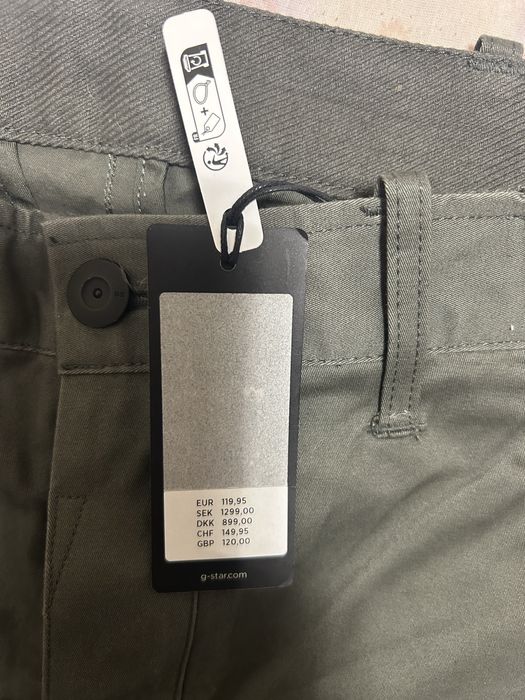 EUR 119,95
SEK 1299,00
DKK 899,00
CHF 149,95
GBP 120,00
g-star.com